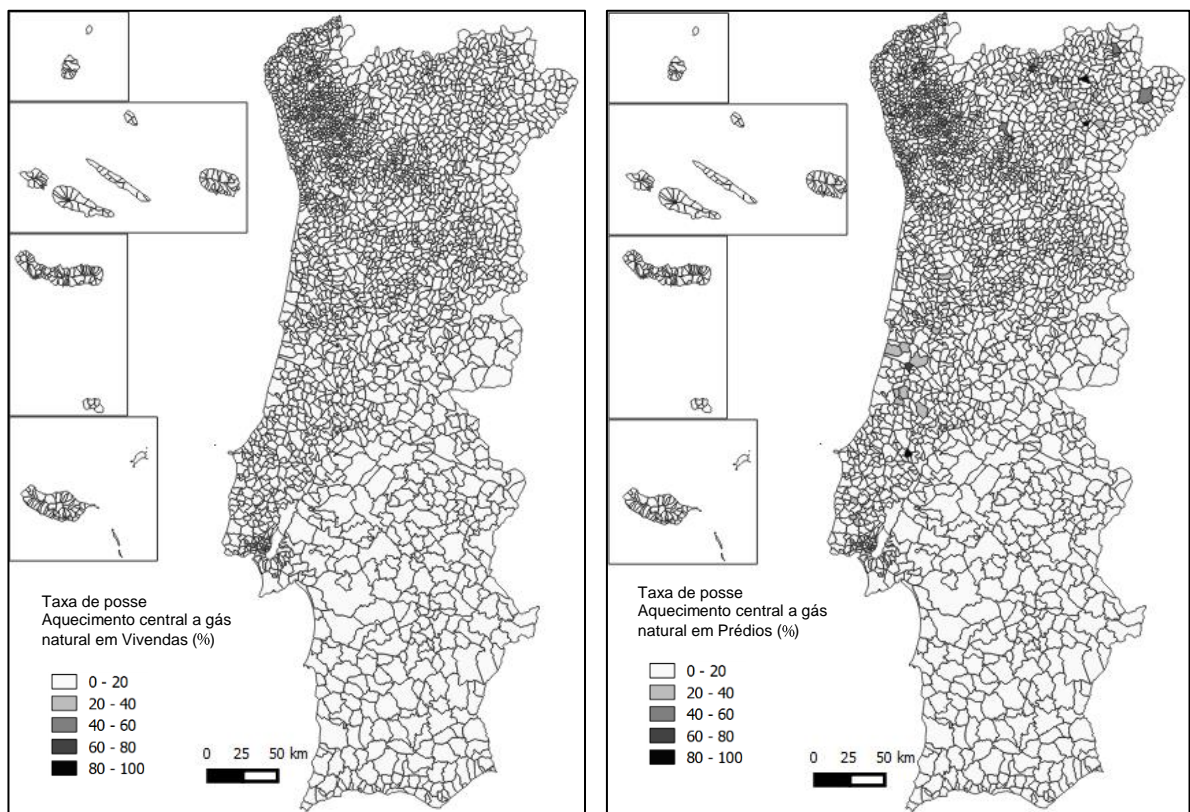 Taxa de posse
Aquecimento central a gás
natural em Vivendas (%)
0 - 20
20 - 40
40 - 60
60 - 80
80 - 100
0 25 50 km
Taxa de posse
Aquecimento central a gás
natural em Prédios (%)
0 - 20
20 - 40
40 - 60
60 - 80
80 - 100
0 25 50 km